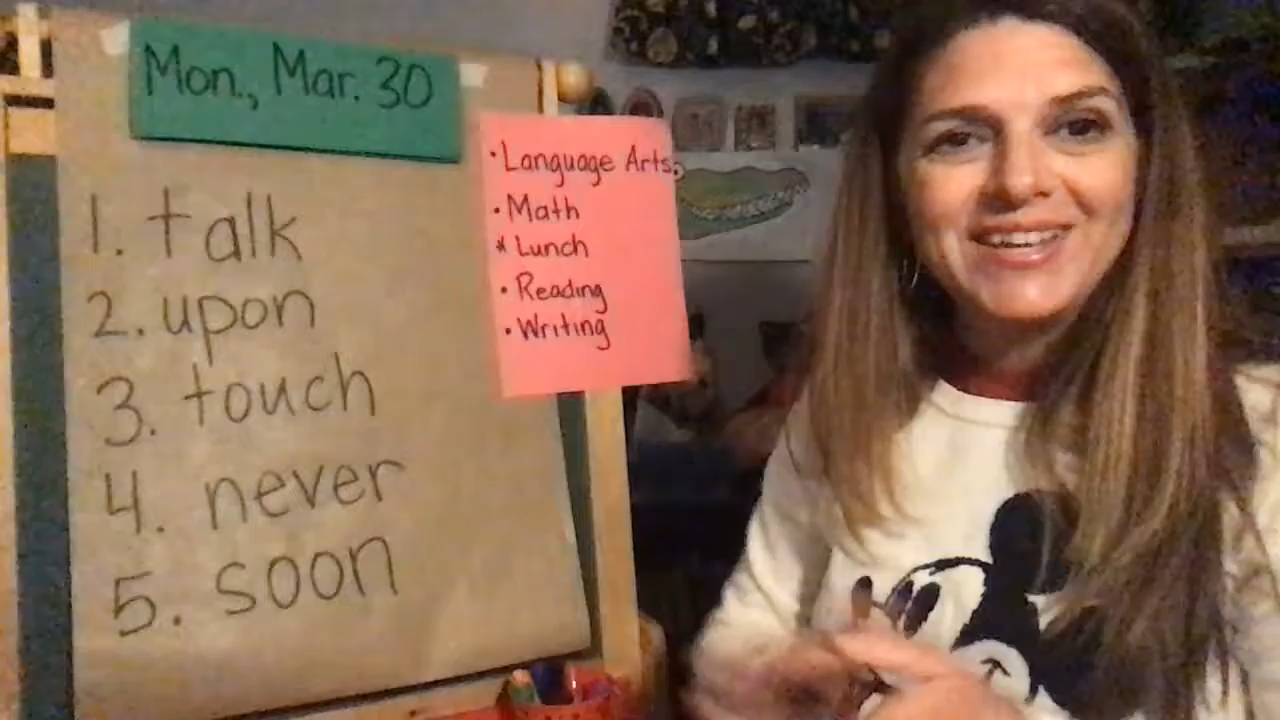 Mon., Mar. 30
1. talk
2. upon
3. touch
4. never
5. soon
• Language Arts
• Math
* Lunch
• Reading
• Writing